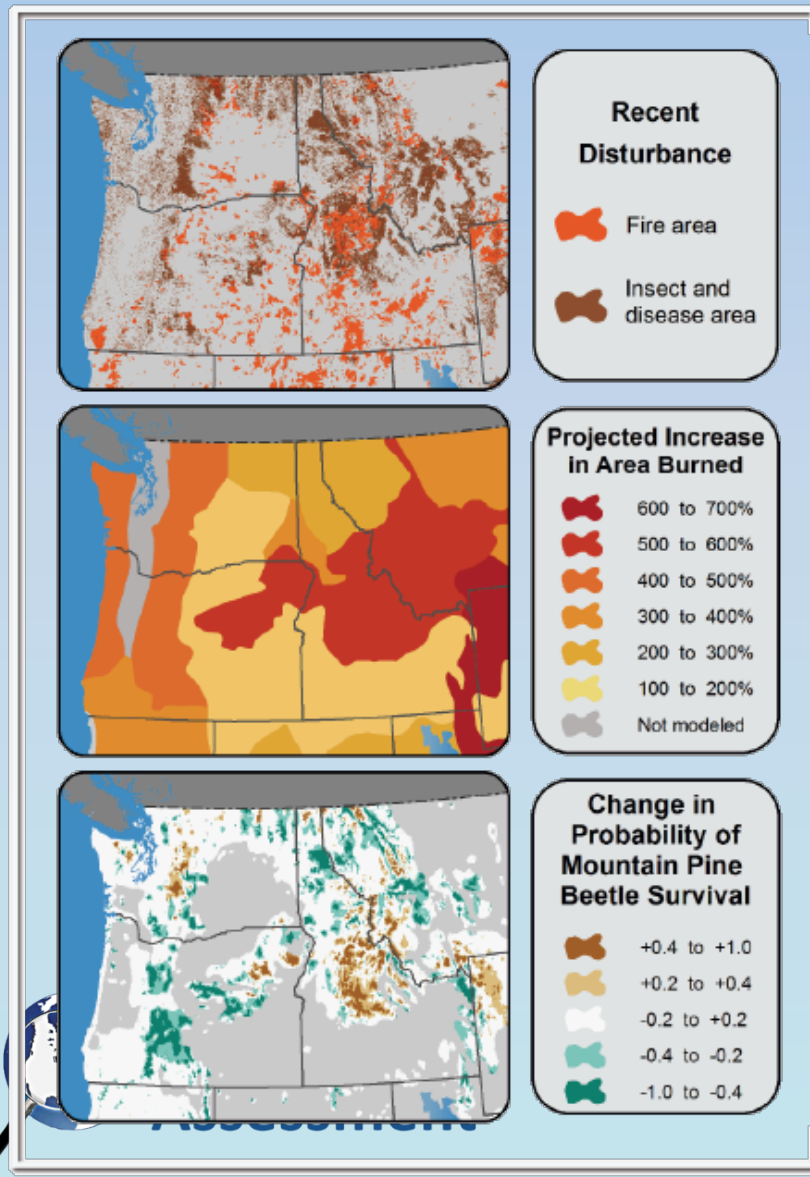 Recent
Disturbance
Fire area
Insect and
disease area
Projected Increase
in Area Burned
600 to 700%
500 to 600%
400 to 500%
300 to 400%
200 to 300%
100 to 200%
Not modeled
Change in
Probability of
Mountain Pine
Beetle Survival
+0.4 to +1.0
+0.2 to +0.4
-0.2 to +0.2
-0.4 to -0.2
-1.0 to -0.4
Assessment